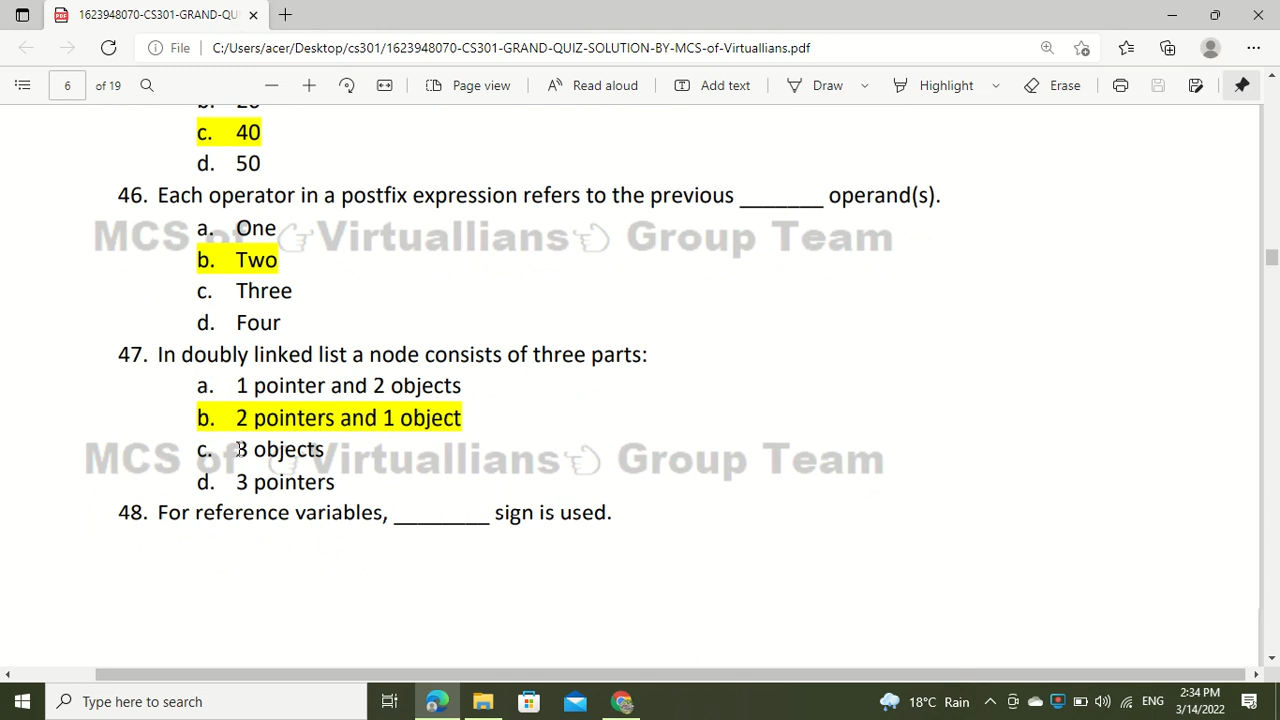 1623948070-CS301-GRAND-QU
File C:/Users/acer/Desktop/cs301/1623948070-CS301-GRAND-QUIZ-SOLUTION-BY-MCS-of-Virtuallians.pdf
6 of 19 Page view Read aloud Add text Draw Highlight Erase
c. 40
d. 50
46. Each operator in a postfix expression refers to the previous _______ operand(s).
MCS of Virtuallians Group Team
a. One
b. Two
c. Three
d. Four
47. In doubly linked list a node consists of three parts:
a. 1 pointer and 2 objects
b. 2 pointers and 1 object
MCS of Virtuallians Group Team
c. 3 objects
d. 3 pointers
48. For reference variables, ________ sign is used.
Type here to search 18°C Rain ENG 2:34 PM
3/14/2022